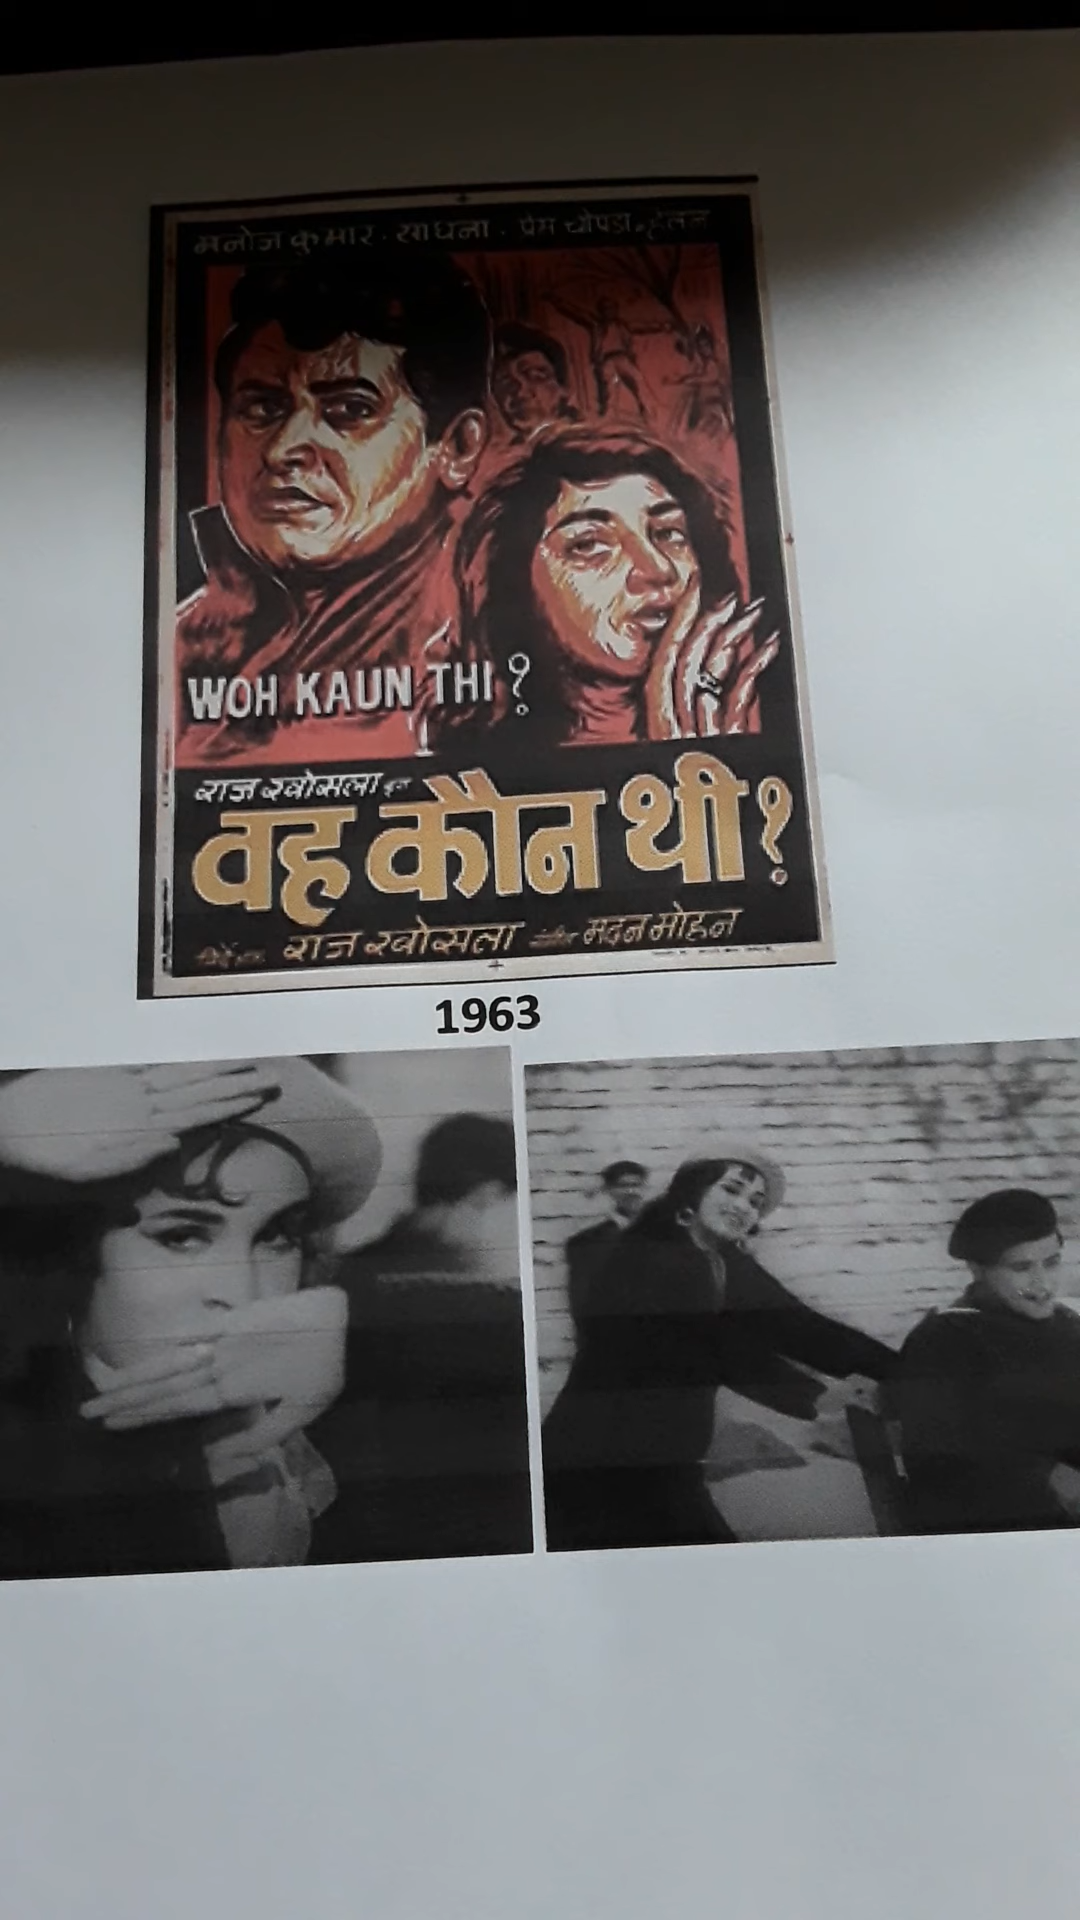 मनोज कुमार . साधना . प्रेम चोपड़ा . हेलन
WOH KAUN THI ?
राज खोसला कृत
वह कौन थी ?
राज खोसला संगीत मदन मोहन
1963